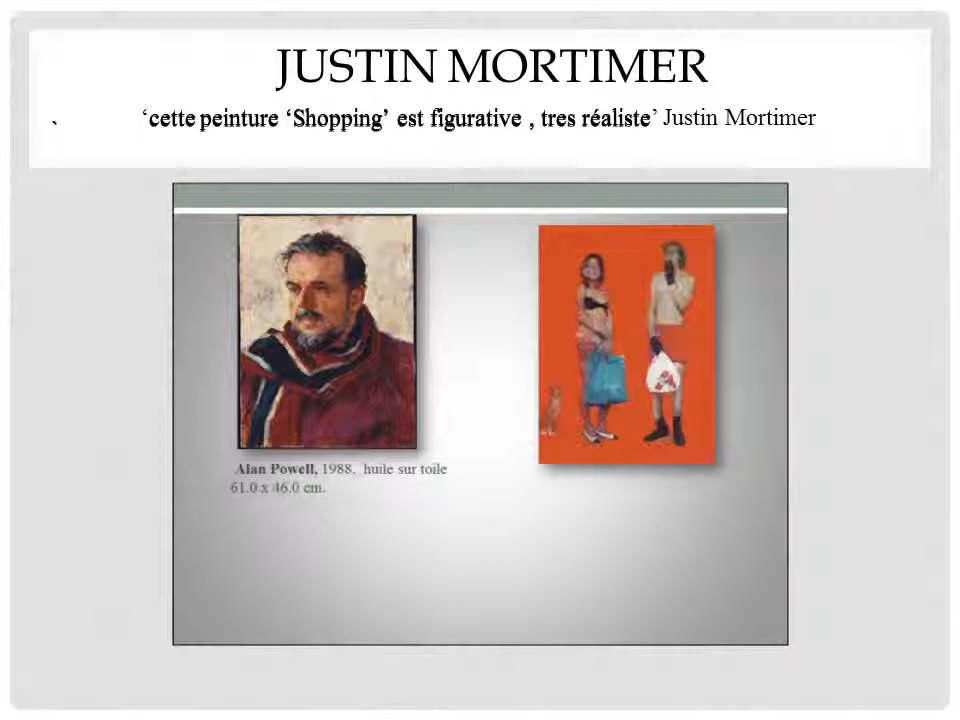 JUSTIN MORTIMER
‘cette peinture ‘Shopping’ est figurative , tres réaliste’ Justin Mortimer
Alan Powell, 1988. huile sur toile
61.0 x 46.0 cm.